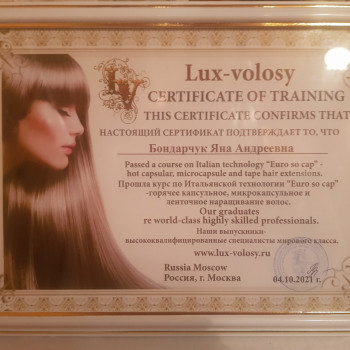 LV
Lux-volosy
CERTIFICATE OF TRAINING
THIS CERTIFICATE CONFIRMS THAT
НАСТОЯЩИЙ СЕРТИФИКАТ ПОДТВЕРЖДАЕТ ТО, ЧТО
Бондарчук Яна Андреевна
Passed a course on Italian technology "Euro so cap" -
hot capsular, microcapsule and tape hair extensions.
Прошла курс по Итальянской технологии "Euro so cap"
-горячее капсульное, микрокапсульное и
ленточное наращивание волос.
Our graduates
re world-class highly skilled professionals.
Наши выпускники-
высококвалифицированные специалисты мирового класса.
www.lux-volosy.ru
Russia Moscow
Россия, г. Москва
04.10.2021 г.